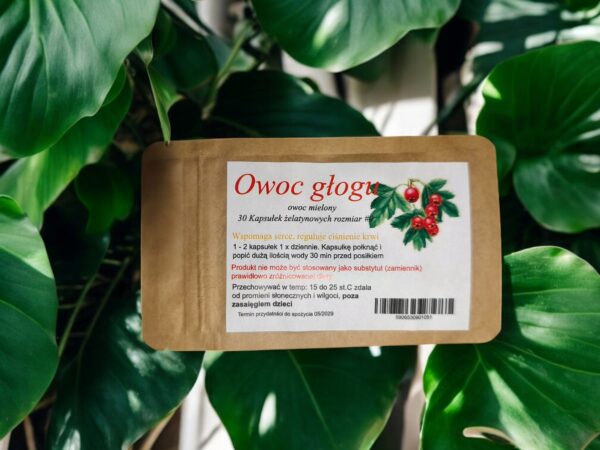 Owoc głogu
owoc mielony
30 Kapsułek żelatynowych rozmiar
Wspomaga serce, reguluje ciśnienie krwi
1 - 2 kapsułek 1 x dziennie. Kapsułkę połknąć i
popić dużą ilością wody 30 min przed posiłkiem
Produkt nie może być stosowany jako substytut (zamiennik)
prawidłowo zróżnicowanej diety
Przechowywać w temp: 15 do 25 st.C zdala
od promieni słonecznych i wilgoci, poza
zasięgiem dzieci
Termin przydatności do spożycia 05/2029